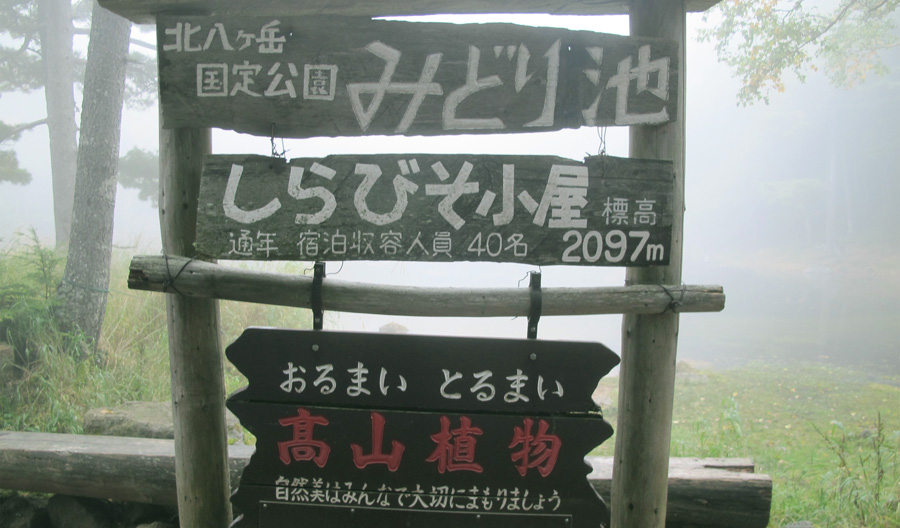 北八ヶ岳
国定公園
みどり池
しらびそ小屋 標高
通年 宿泊収容人員 40名 2097m
おるまい とるまい
高山植物
自然美はみんなで大切にまもりましょう